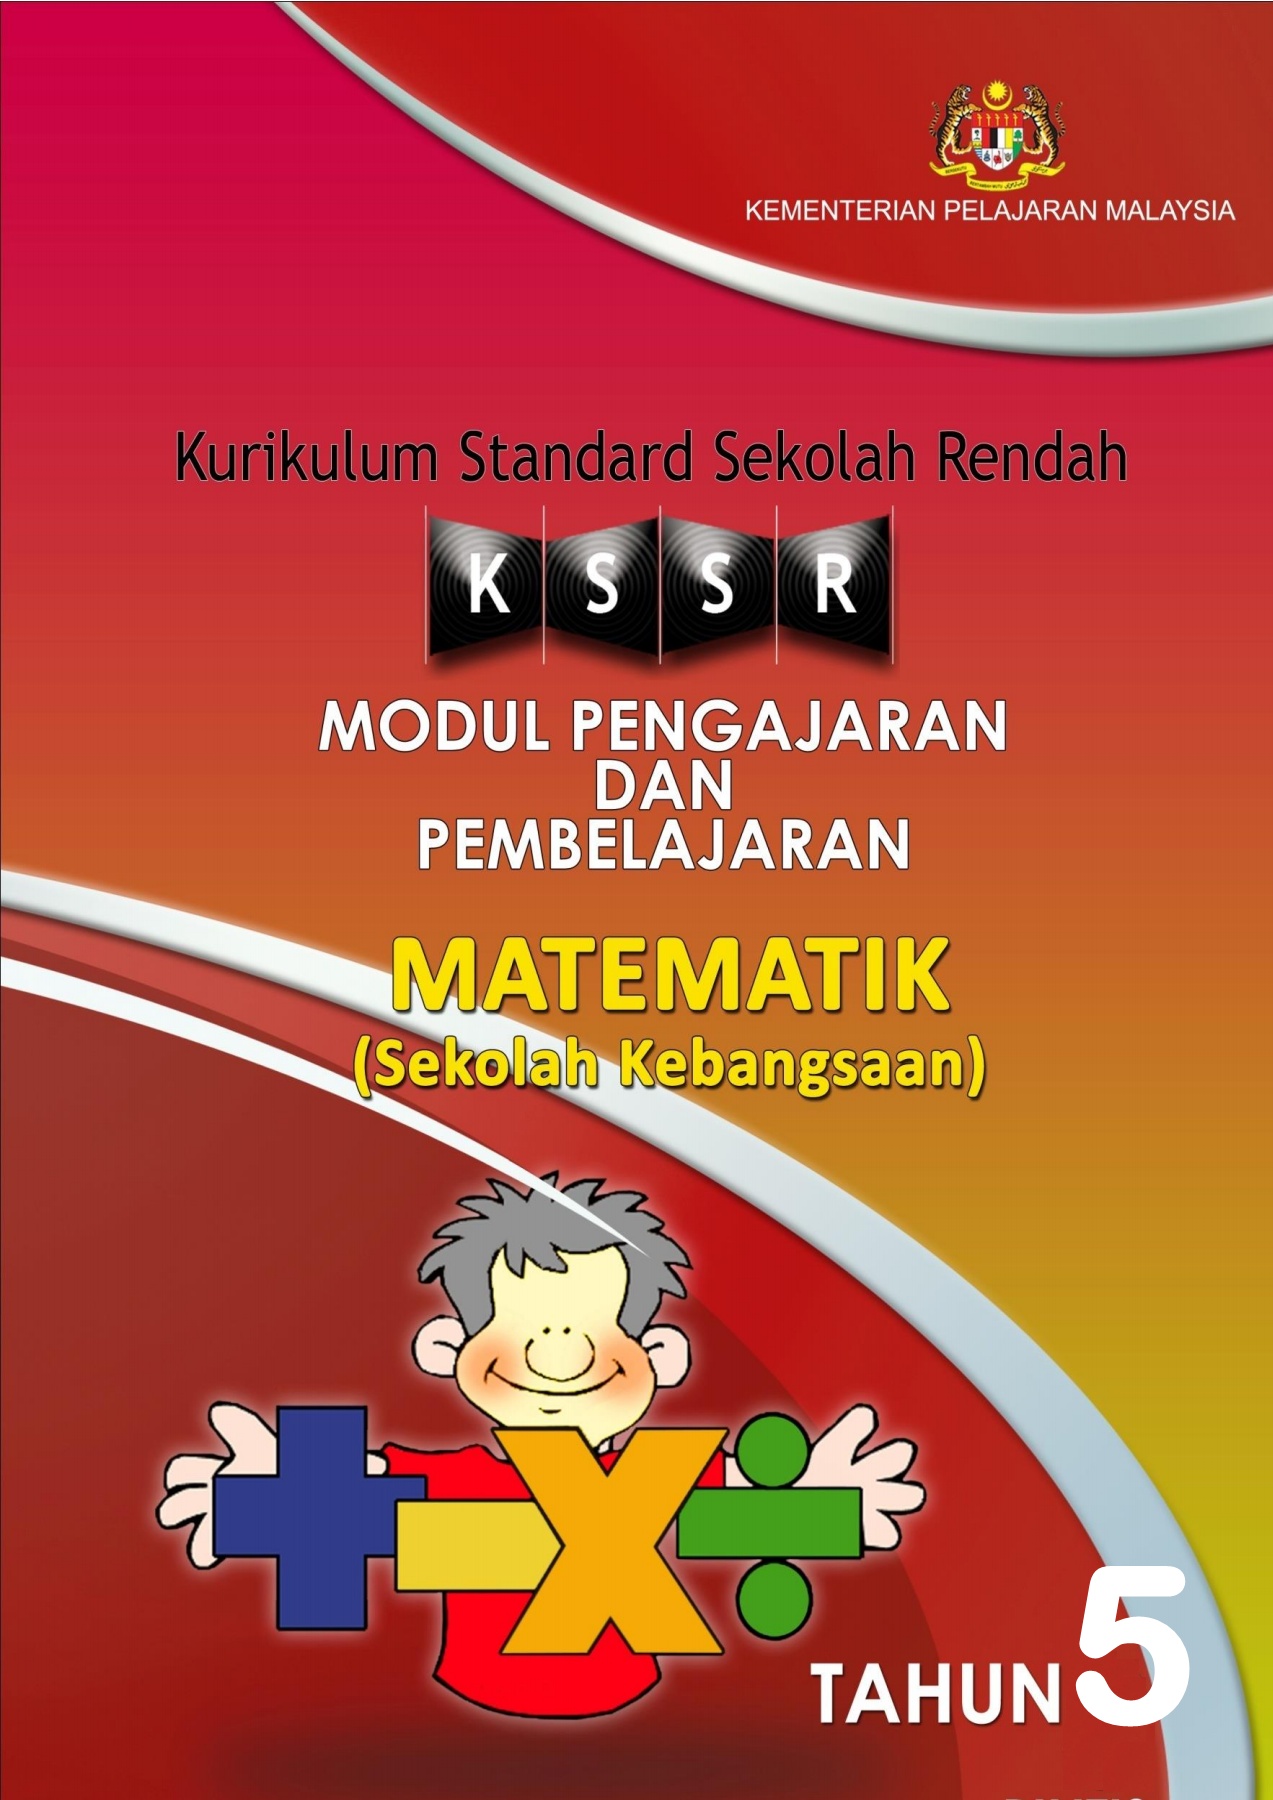 KEMENTERIAN PELAJARAN MALAYSIA
Kurikulum Standard Sekolah Rendah
K S S R
MODUL PENGAJARAN
DAN
PEMBELAJARAN
MATEMATIK
(Sekolah Kebangsaan)
TAHUN 5